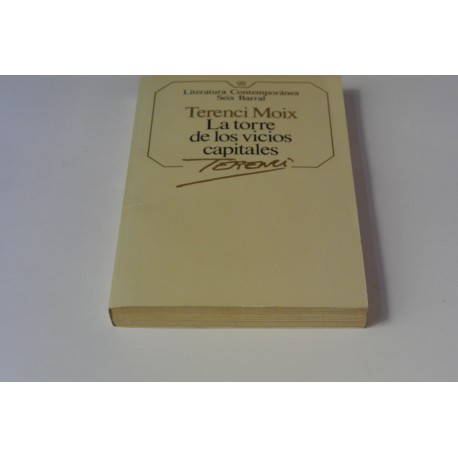 Literatura Contemporánea
Seix Barral
Terenci Moix
La torre
de los vicios
capitales
TERENCI